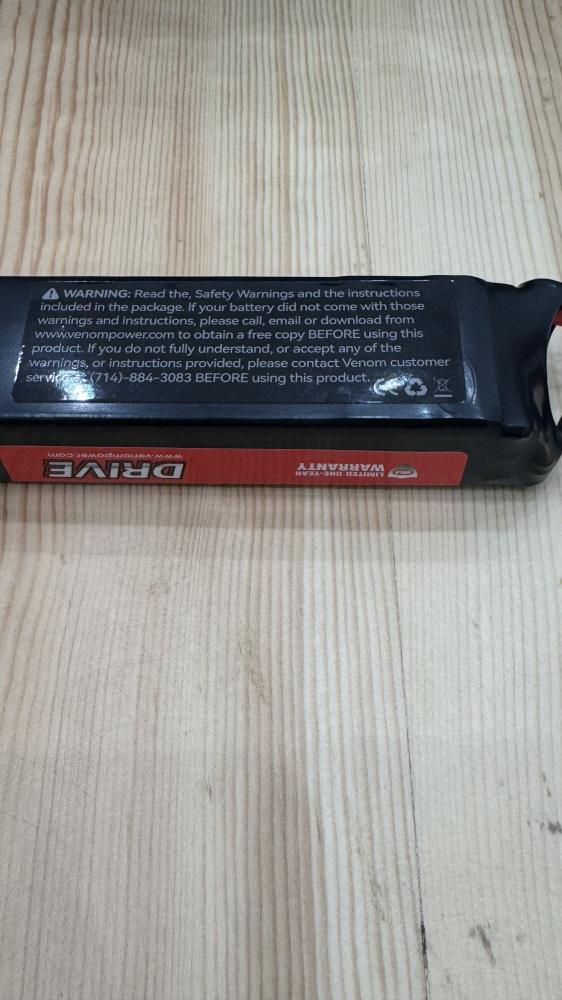 WARNING: Read the, Safety Warnings and the instructions
included in the package. If your battery did not come with those
warnings and instructions, please call, email or download from
www.venompower.com to obtain a free copy BEFORE using this
product. If you do not fully understand, or accept any of the
warnings, or instructions provided, please contact Venom customer
service at (714)-884-3083 BEFORE using this product.
CE
DRIVE
www.venompower.com
LIMITED ONE-YEAR
WARRANTY